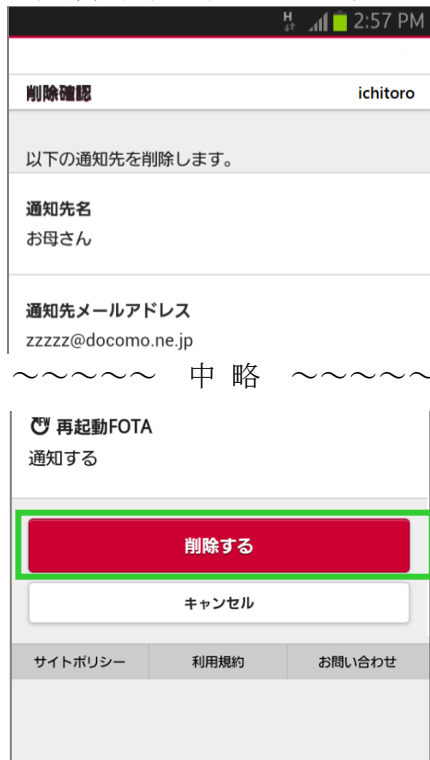 H 2:57 PM
削除確認 ichitoro
以下の通知先を削除します。
通知先名
お母さん
通知先メールアドレス
zzzzz@docomo.ne.jp
~~~~~ 中 略 ~~~~~
再起動FOTA
通知する
削除する
キャンセル
サイトポリシー 利用規約 お問い合わせ